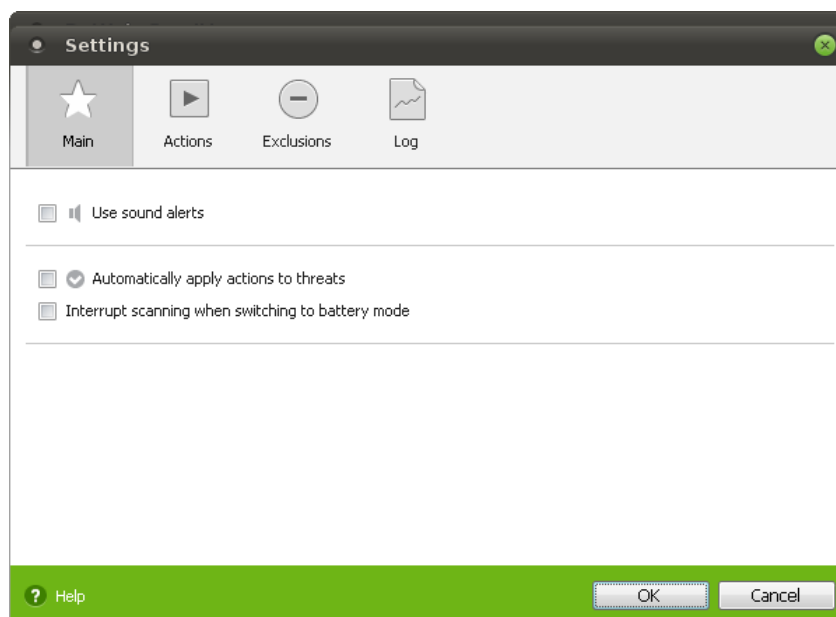 Settings
Main Actions Exclusions Log
Use sound alerts
Automatically apply actions to threats
Interrupt scanning when switching to battery mode
? Help OK Cancel